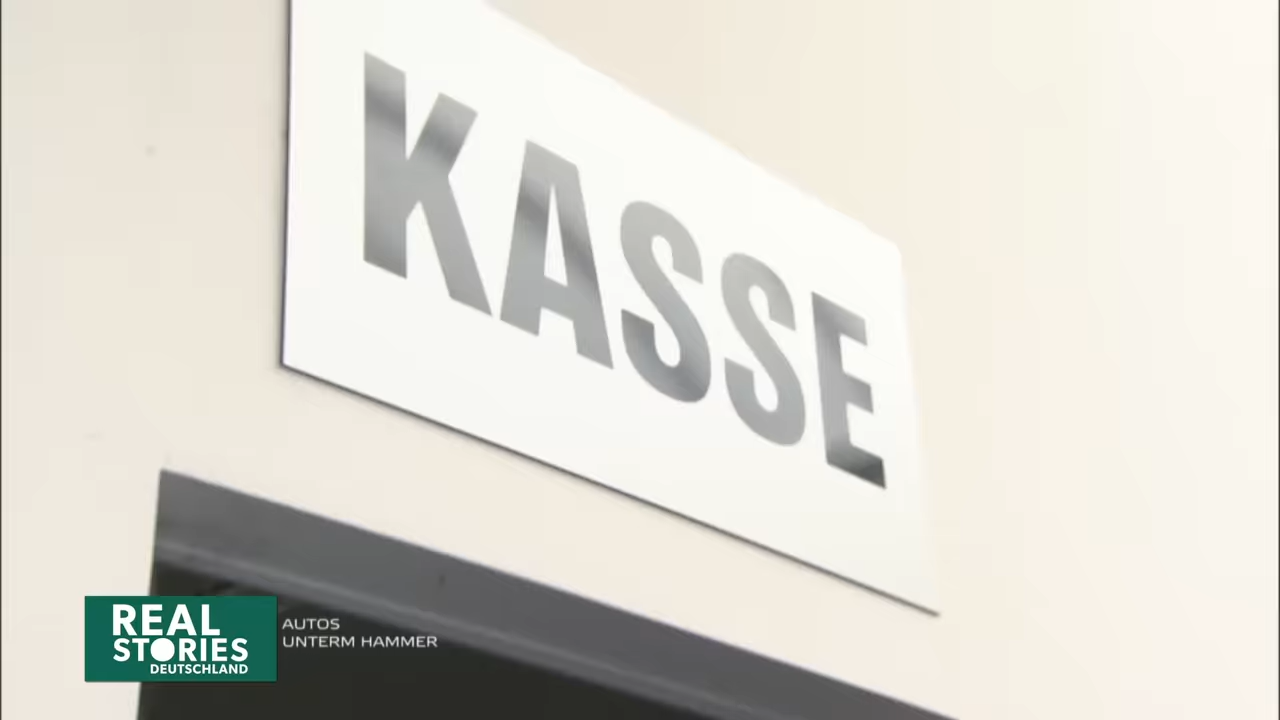 KASSE
REAL
STORIES
DEUTSCHLAND
AUTOS
UNTERM HAMMER